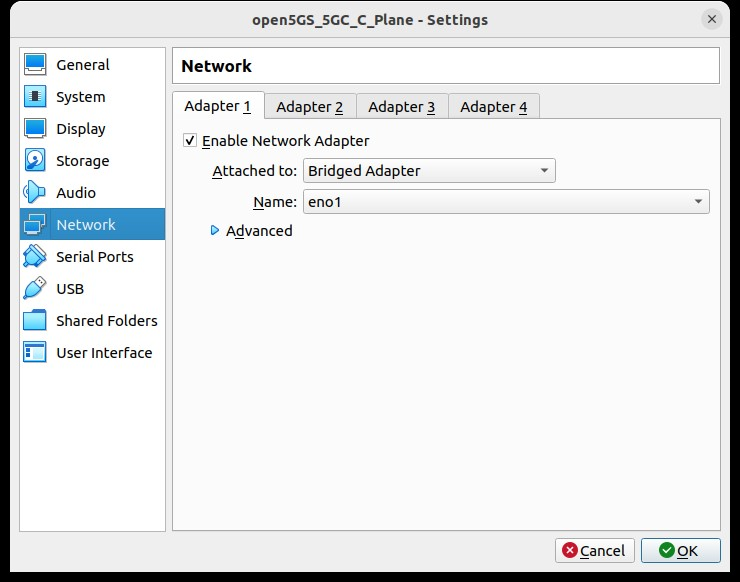 open5GS_5GC_C_Plane - Settings
General
System
Display
Storage
Audio
Network
Serial Ports
USB
Shared Folders
User Interface
Network
Adapter 1 Adapter 2 Adapter 3 Adapter 4
Enable Network Adapter
Attached to: Bridged Adapter
Name: eno1
Advanced
Cancel OK